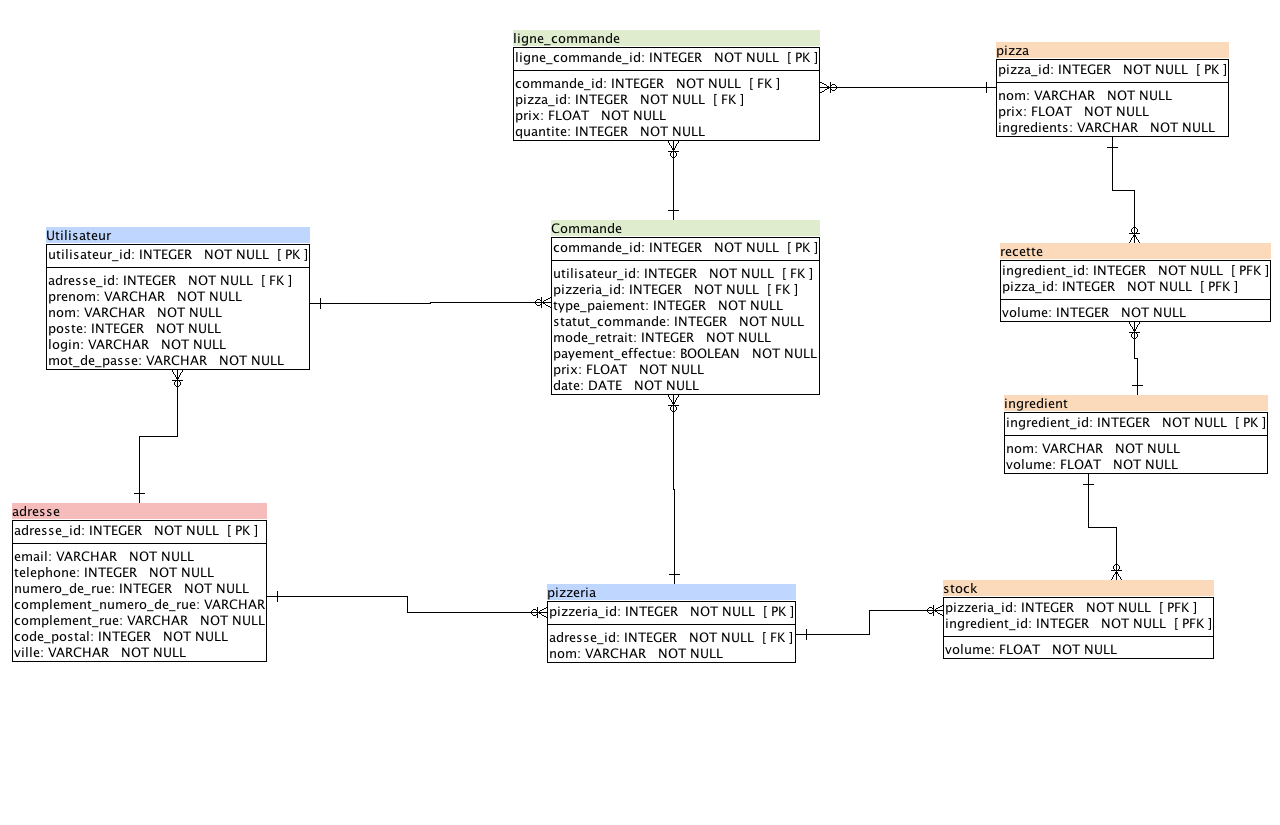 ligne_commande
ligne_commande_id: INTEGER NOT NULL [ PK ]
commande_id: INTEGER NOT NULL [ FK ]
pizza_id: INTEGER NOT NULL [ FK ]
prix: FLOAT NOT NULL
quantite: INTEGER NOT NULL
pizza
pizza_id: INTEGER NOT NULL [ PK ]
nom: VARCHAR NOT NULL
prix: FLOAT NOT NULL
ingredients: VARCHAR NOT NULL
Utilisateur
utilisateur_id: INTEGER NOT NULL [ PK ]
adresse_id: INTEGER NOT NULL [ FK ]
prenom: VARCHAR NOT NULL
nom: VARCHAR NOT NULL
poste: INTEGER NOT NULL
login: VARCHAR NOT NULL
mot_de_passe: VARCHAR NOT NULL
Commande
commande_id: INTEGER NOT NULL [ PK ]
utilisateur_id: INTEGER NOT NULL [ FK ]
pizzeria_id: INTEGER NOT NULL [ FK ]
type_paiement: INTEGER NOT NULL
statut_commande: INTEGER NOT NULL
mode_retrait: INTEGER NOT NULL
payement_effectue: BOOLEAN NOT NULL
prix: FLOAT NOT NULL
date: DATE NOT NULL
recette
ingredient_id: INTEGER NOT NULL [ PFK ]
pizza_id: INTEGER NOT NULL [ PFK ]
volume: INTEGER NOT NULL
ingredient
ingredient_id: INTEGER NOT NULL [ PK ]
nom: VARCHAR NOT NULL
volume: FLOAT NOT NULL
adresse
adresse_id: INTEGER NOT NULL [ PK ]
email: VARCHAR NOT NULL
telephone: INTEGER NOT NULL
numero_de_rue: INTEGER NOT NULL
complement_numero_de_rue: VARCHAR
complement_rue: VARCHAR NOT NULL
code_postal: INTEGER NOT NULL
ville: VARCHAR NOT NULL
pizzeria
pizzeria_id: INTEGER NOT NULL [ PK ]
adresse_id: INTEGER NOT NULL [ FK ]
nom: VARCHAR NOT NULL
stock
pizzeria_id: INTEGER NOT NULL [ PFK ]
ingredient_id: INTEGER NOT NULL [ PFK ]
volume: FLOAT NOT NULL